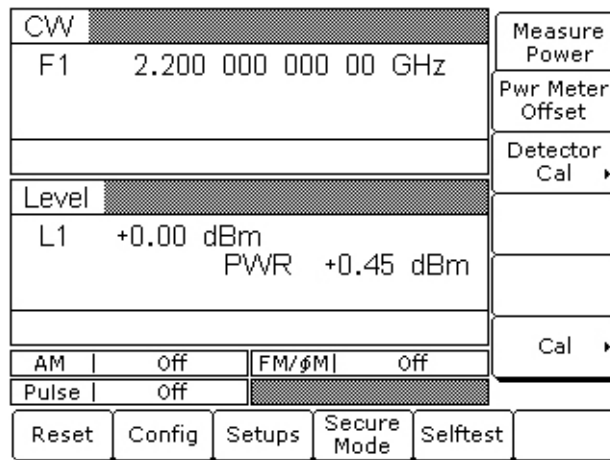 CW
F1 2.200 000 000 00 GHz
Level
L1 +0.00 dBm
PWR +0.45 dBm
AM | Off
FM/ϕM| Off
Pulse | Off
Measure
Power
Pwr Meter
Offset
Detector
Cal
Cal
Reset
Config
Setups
Secure
Mode
Selftest